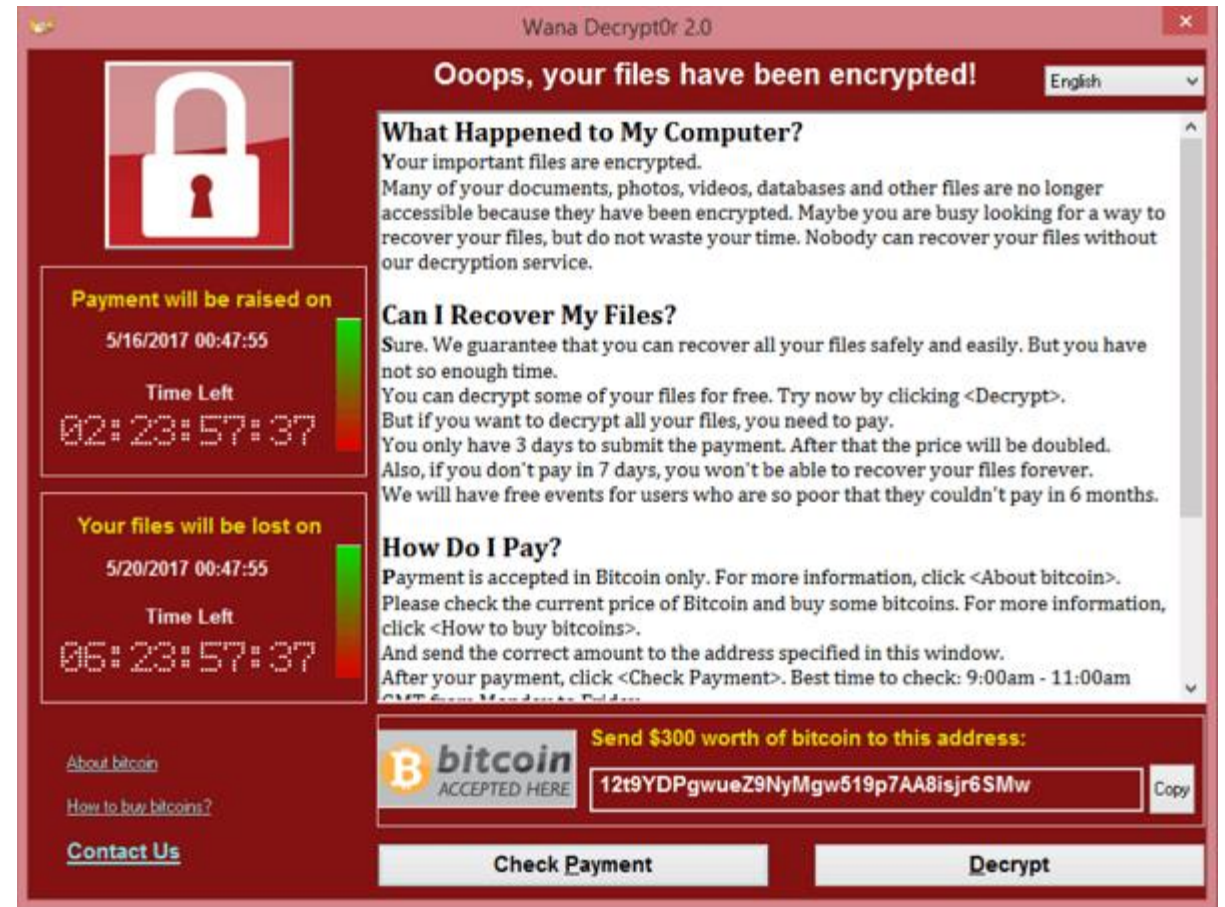 Wana Decrypt0r 2.0
Ooops, your files have been encrypted!
English
Payment will be raised on
5/16/2017 00:47:55
Time Left
02:23:57:37
Your files will be lost on
5/20/2017 00:47:55
Time Left
06:23:57:37
About bitcoin
How to buy bitcoins?
Contact Us
What Happened to My Computer?
Your important files are encrypted.
Many of your documents, photos, videos, databases and other files are no longer
accessible because they have been encrypted. Maybe you are busy looking for a way to
recover your files, but do not waste your time. Nobody can recover your files without
our decryption service.
Can I Recover My Files?
Sure. We guarantee that you can recover all your files safely and easily. But you have
not so enough time.
You can decrypt some of your files for free. Try now by clicking <Decrypt>.
But if you want to decrypt all your files, you need to pay.
You only have 3 days to submit the payment. After that the price will be doubled.
Also, if you don't pay in 7 days, you won't be able to recover your files forever.
We will have free events for users who are so poor that they couldn't pay in 6 months.
How Do I Pay?
Payment is accepted in Bitcoin only. For more information, click <About bitcoin>.
Please check the current price of Bitcoin and buy some bitcoins. For more information,
click <How to buy bitcoins>.
And send the correct amount to the address specified in this window.
After your payment, click <Check Payment>. Best time to check: 9:00am - 11:00am
GMT from Monday to Friday.
bitcoin
ACCEPTED HERE
Send $300 worth of bitcoin to this address:
12t9YDPgwueZ9NyMgw519p7AA8isjr6SMw
Copy
Check Payment
Decrypt